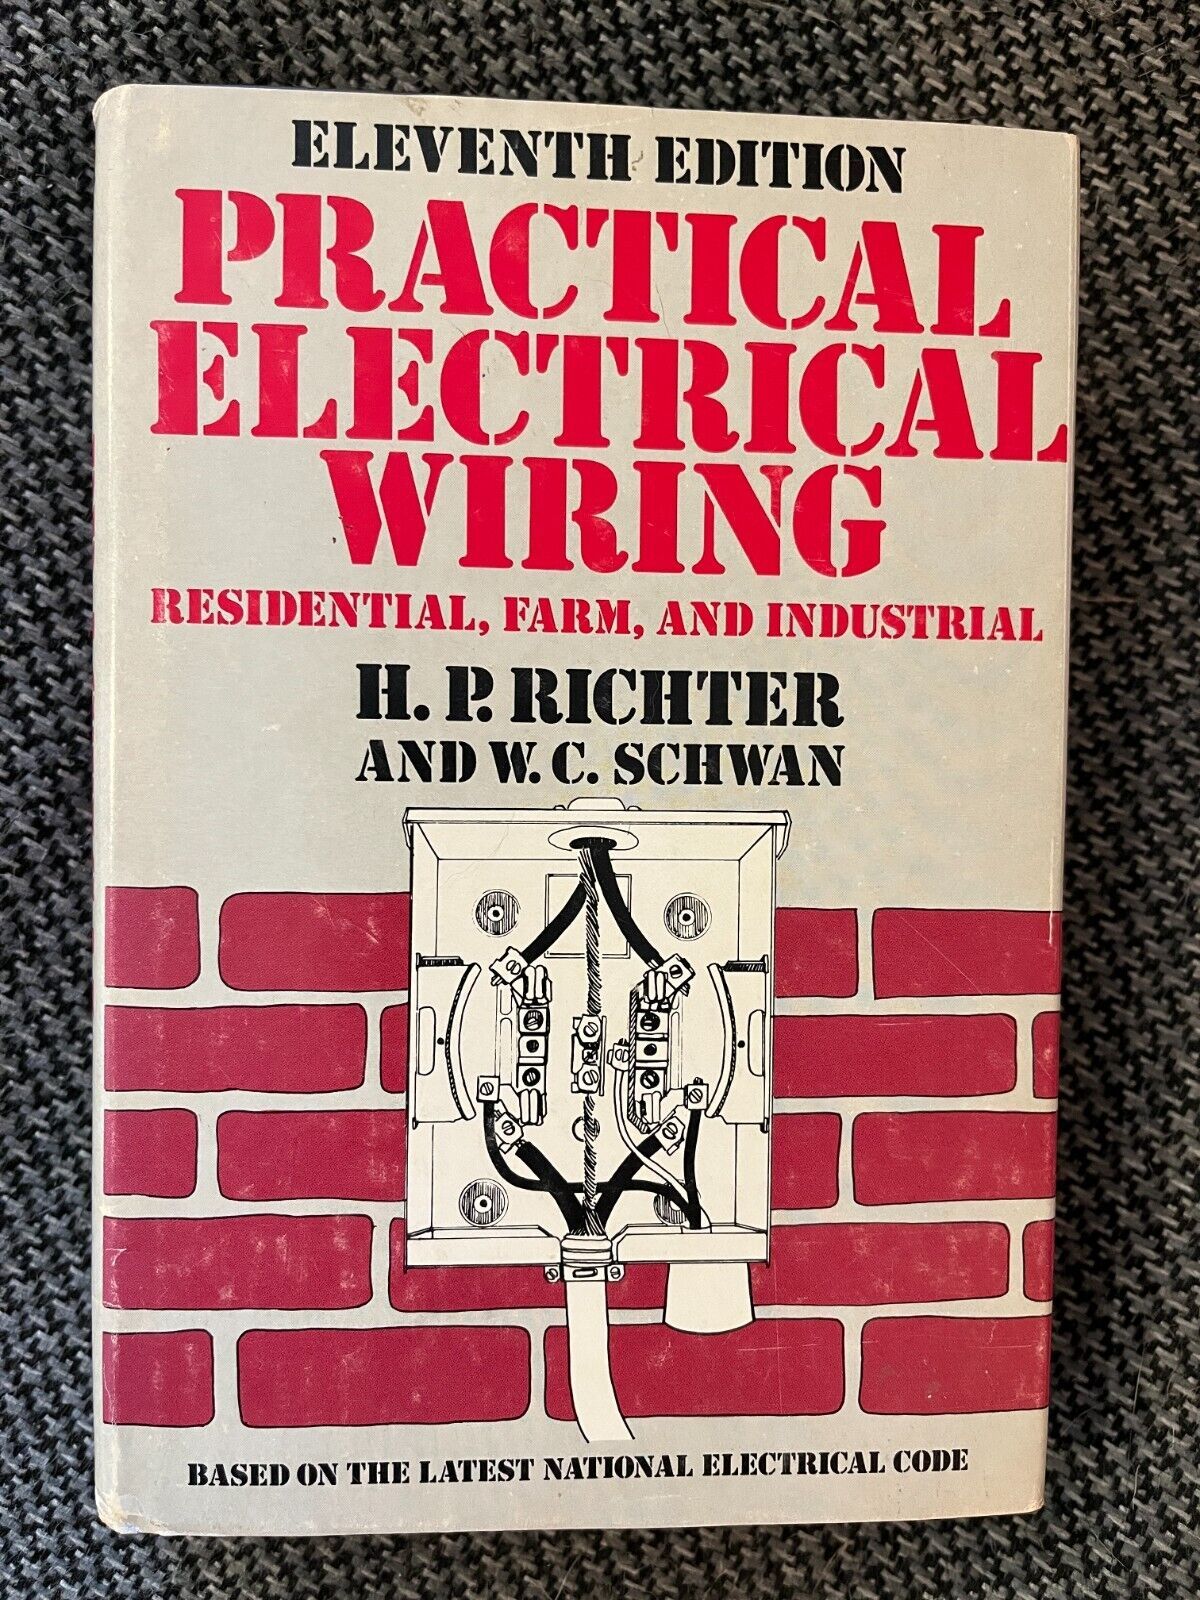 ELEVENTH EDITION
PRACTICAL
ELECTRICAL
WIRING
RESIDENTIAL, FARM, AND INDUSTRIAL
H. P. RICHTER
AND W. C. SCHWAN
BASED ON THE LATEST NATIONAL ELECTRICAL CODE